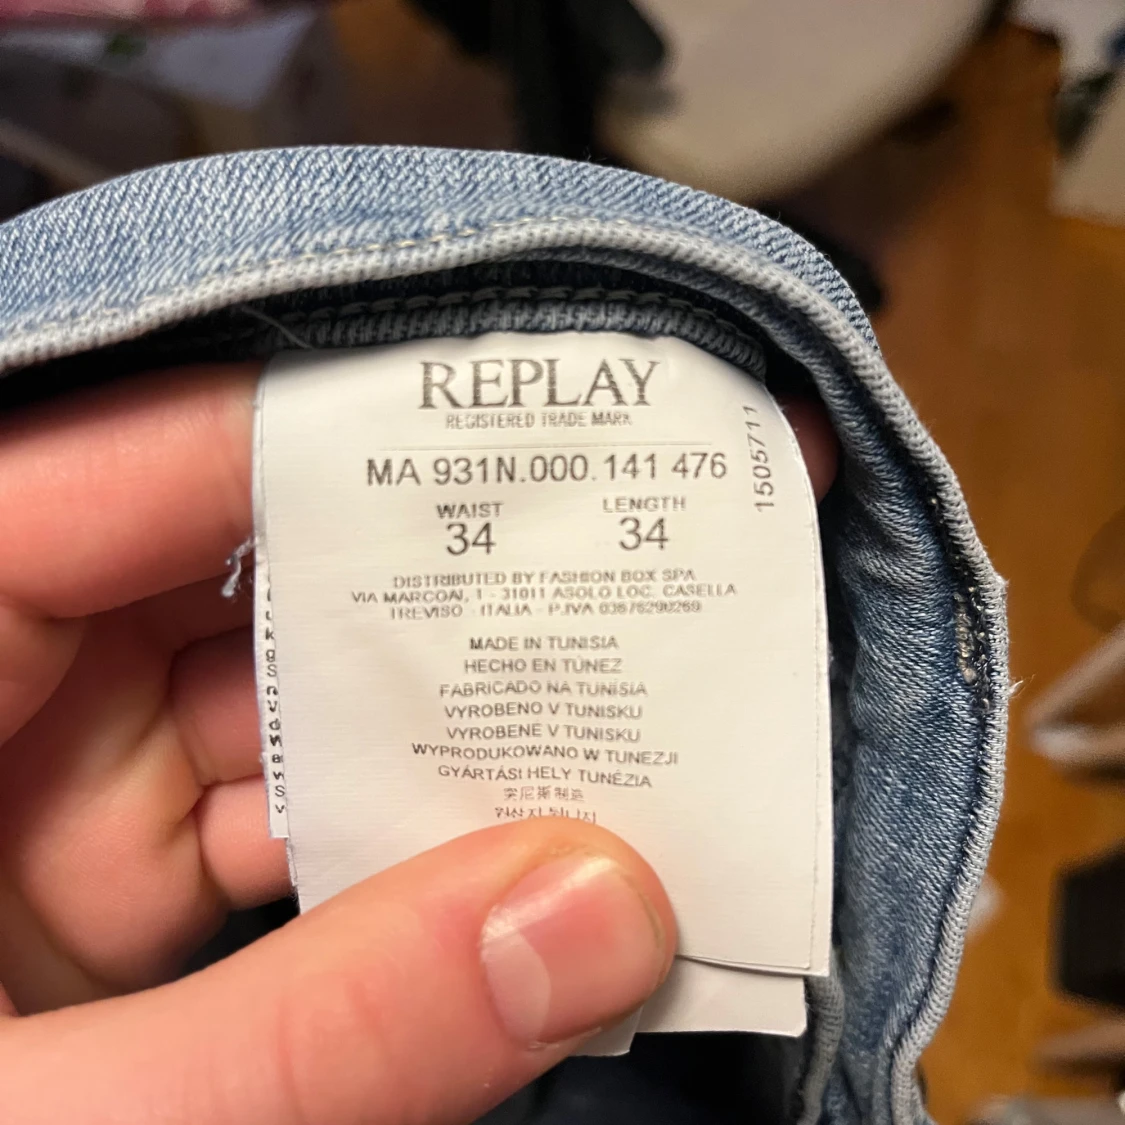 REPLAY
REGISTERED TRADE MARK
MA 931N.000.141 476
1505711
WAIST LENGTH
34 34
DISTRIBUTED BY FASHION BOX SPA
VIA MARCONI, 1 - 31011 ASOLO LOC. CASELLA
TREVISO - ITALIA - P.IVA 03676290269
MADE IN TUNISIA
HECHO EN TÚNEZ
FABRICADO NA TUNÍSIA
VYROBENO V TUNISKU
VYROBENÉ V TUNISKU
WYPRODUKOWANO W TUNEZJI
GYÁRTÁSI HELY TUNÉZIA
突尼斯制造